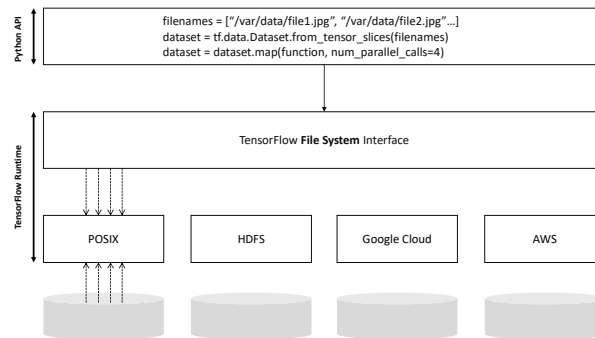 Python API
filenames = [“/var/data/file1.jpg”, “/var/data/file2.jpg”…]
dataset = tf.data.Dataset.from_tensor_slices(filenames)
dataset = dataset.map(function, num_parallel_calls=4)
TensorFlow Runtime
TensorFlow File System Interface
POSIX
HDFS
Google Cloud
AWS